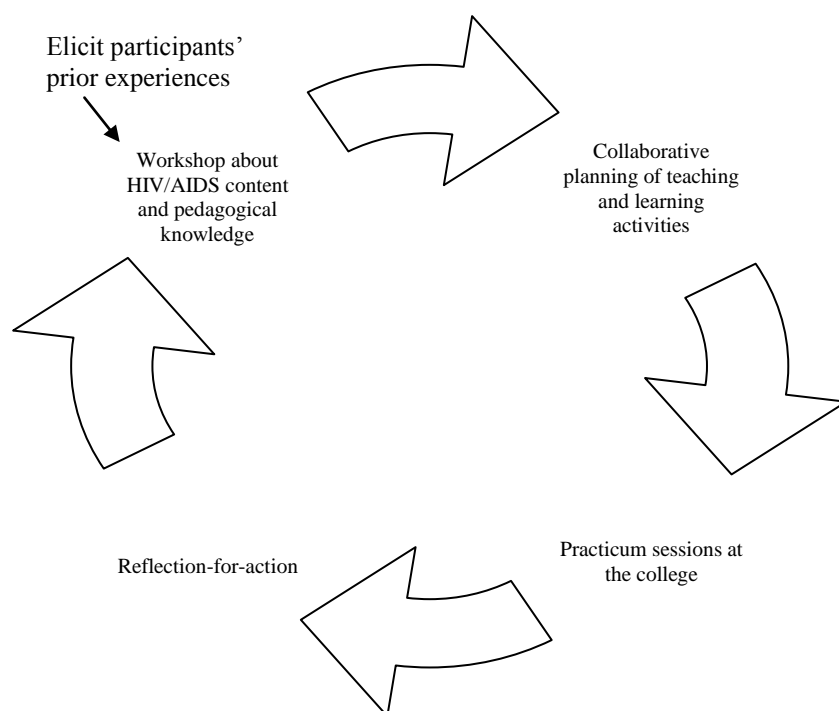 Elicit participants’
prior experiences
Workshop about
HIV/AIDS content
and pedagogical
knowledge
Collaborative
planning of teaching
and learning
activities
Practicum sessions at
the college
Reflection-for-action